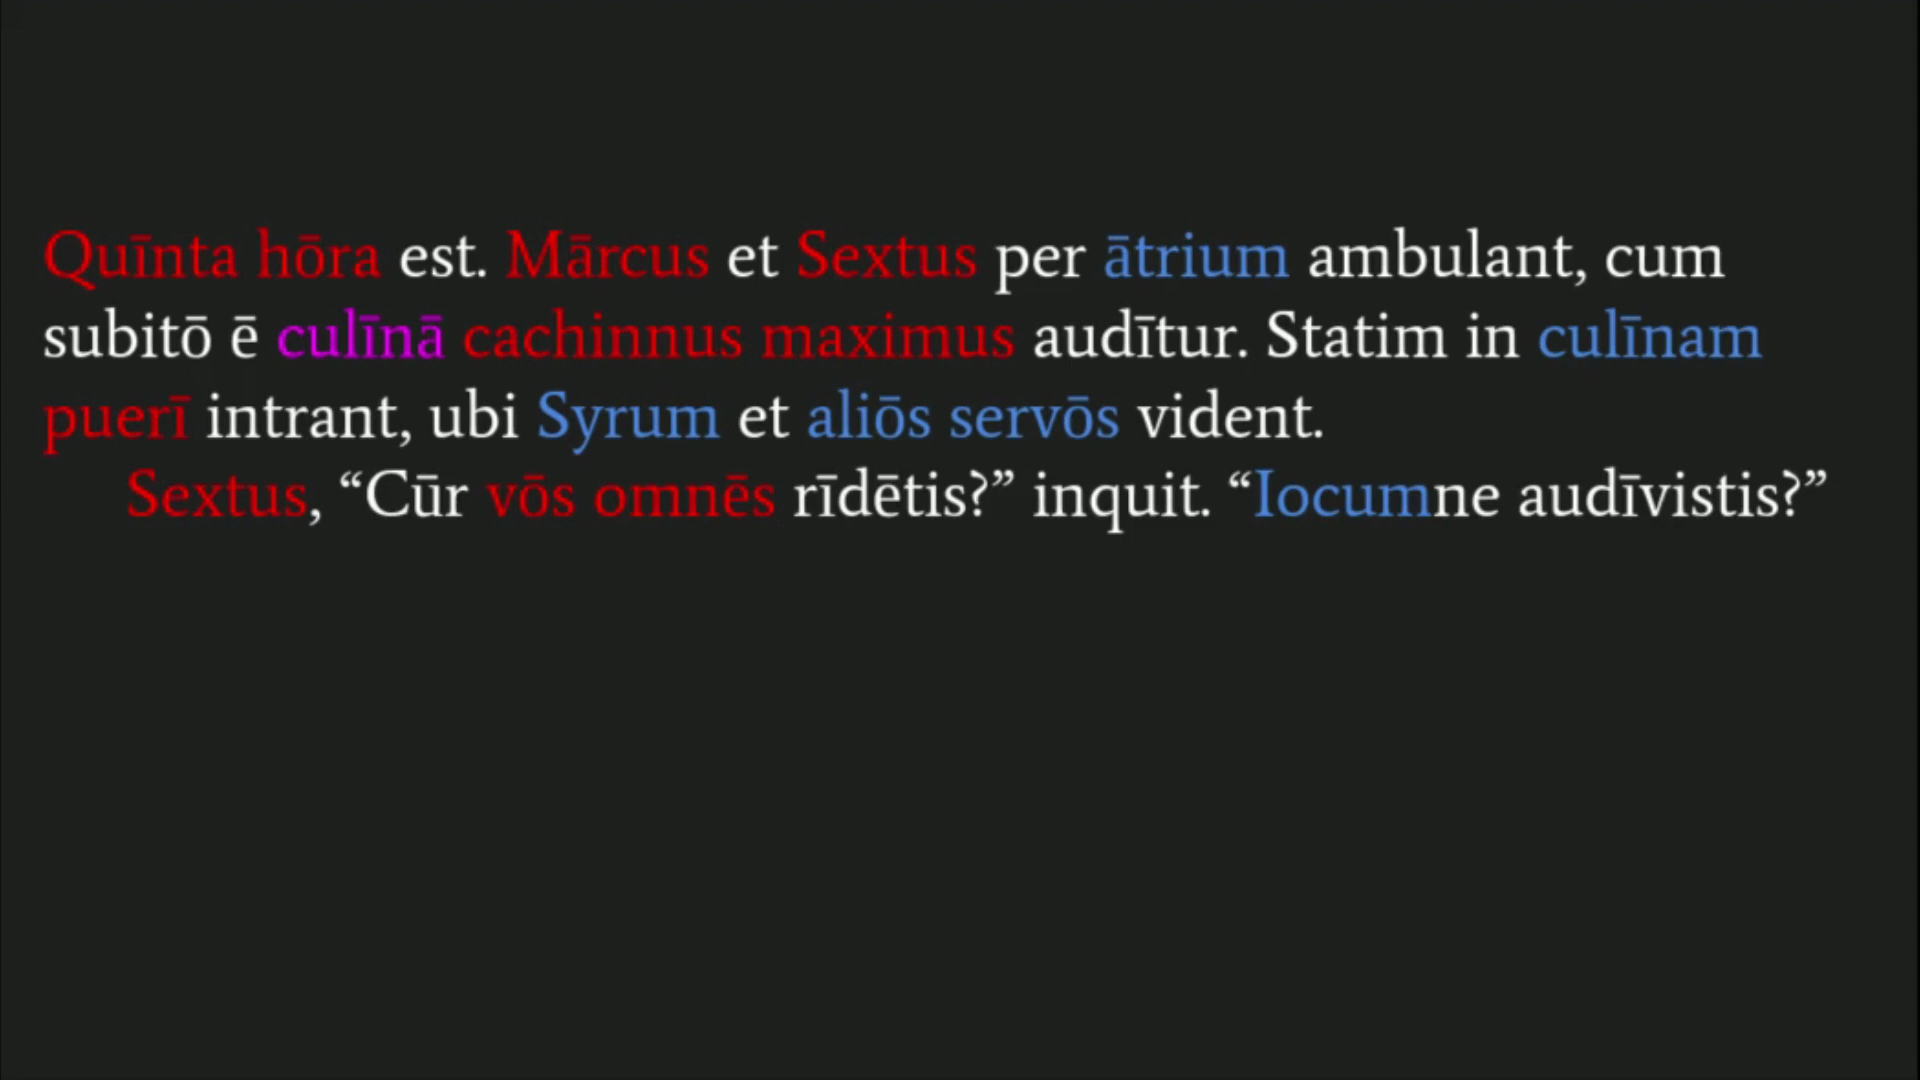 Quīnta hōra est. Mārcus et Sextus per ātrium ambulant, cum
subitō ē culīnā cachinnus maximus audītur. Statim in culīnam
puerī intrant, ubi Syrum et aliōs servōs vident.
Sextus, “Cūr vōs omnēs rīdētis?” inquit. “Iocumne audīvistis?”